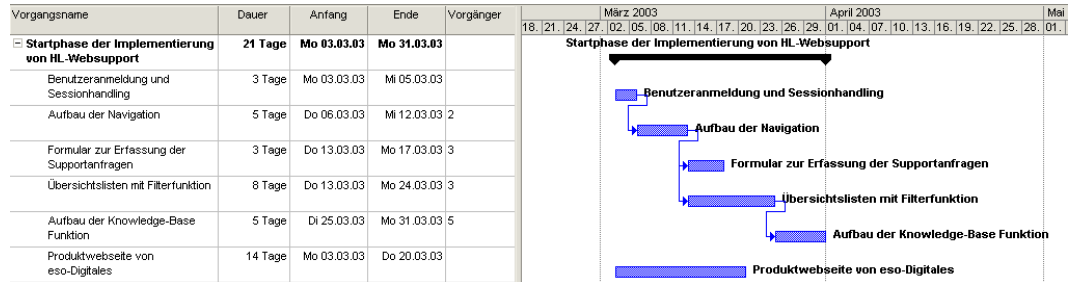 Vorgangsname Dauer Anfang Ende Vorgänger
März 2003 April 2003 Mai
18. 21. 24. 27. 02. 05. 08. 11. 14. 17. 20. 23. 26. 29. 01. 04. 07. 10. 13. 16. 19. 22. 25. 28. 01.
Startphase der Implementierung von HL-Websupport 21 Tage Mo 03.03.03 Mo 31.03.03
Benutzeranmeldung und Sessionhandling 3 Tage Mo 03.03.03 Mi 05.03.03
Aufbau der Navigation 5 Tage Do 06.03.03 Mi 12.03.03 2
Formular zur Erfassung der Supportanfragen 3 Tage Do 13.03.03 Mo 17.03.03 3
Übersichtslisten mit Filterfunktion 8 Tage Do 13.03.03 Mo 24.03.03 3
Aufbau der Knowledge-Base Funktion 5 Tage Di 25.03.03 Mo 31.03.03 5
Produktwebseite von eso-Digitales 14 Tage Mo 03.03.03 Do 20.03.03
Startphase der Implementierung von HL-Websupport
Benutzeranmeldung und Sessionhandling
Aufbau der Navigation
Formular zur Erfassung der Supportanfragen
Übersichtslisten mit Filterfunktion
Aufbau der Knowledge-Base Funktion
Produktwebseite von eso-Digitales